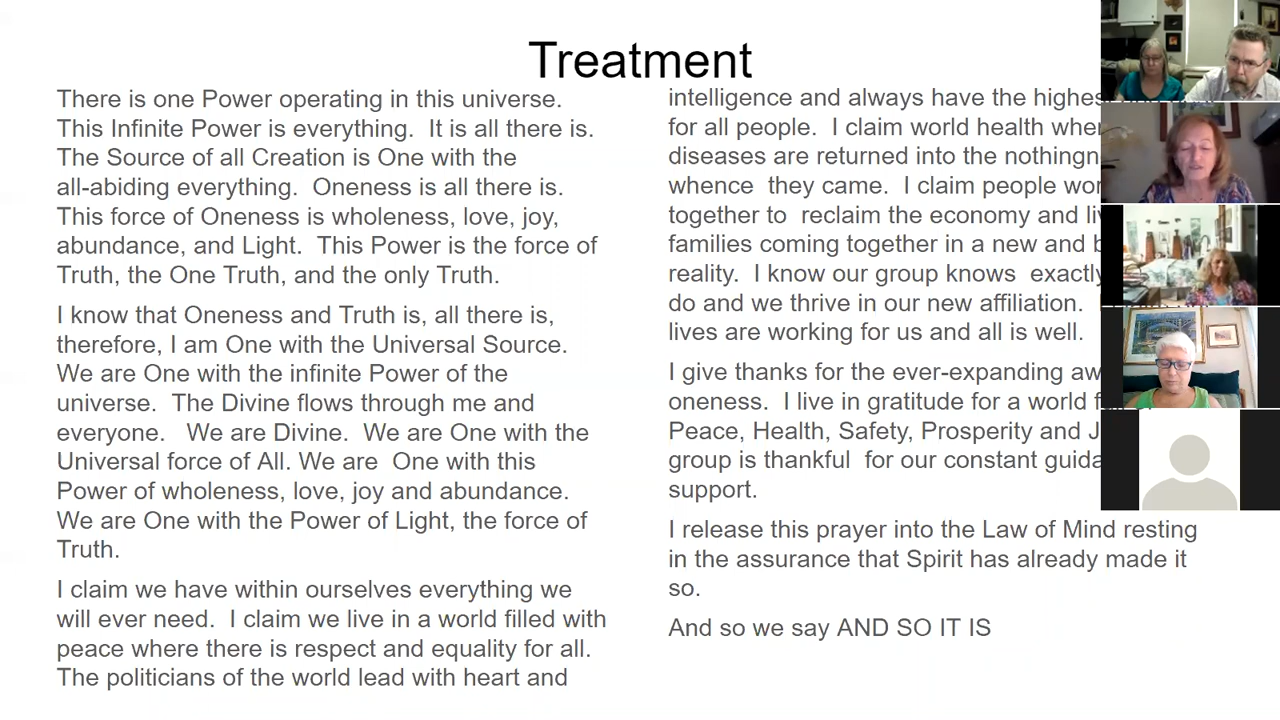 Treatment
There is one Power operating in this universe.
This Infinite Power is everything.  It is all there is.
The Source of all Creation is One with the
all-abiding everything.  Oneness is all there is.
This force of Oneness is wholeness, love, joy,
abundance, and Light.  This Power is the force of
Truth, the One Truth, and the only Truth.
I know that Oneness and Truth is, all there is,
therefore, I am One with the Universal Source.
We are One with the infinite Power of the
universe.  The Divine flows through me and
everyone.   We are Divine.  We are One with the
Universal force of All. We are  One with this
Power of wholeness, love, joy and abundance.
We are One with the Power of Light, the force of
Truth.
I claim we have within ourselves everything we
will ever need.  I claim we live in a world filled with
peace where there is respect and equality for all.
The politicians of the world lead with heart and
intelligence and always have the
for all people.  I claim world health
diseases are returned into the
whence  they came.  I claim people
together to  reclaim the economy and
families coming together in a new and
reality.  I know our group knows  exactly
do and we thrive in our new affiliation.
lives are working for us and all is well.
I give thanks for the ever-expanding
oneness.  I live in gratitude for a world
Peace, Health, Safety, Prosperity and
group is thankful  for our constant
support.
I release this prayer into the Law of Mind resting
in the assurance that Spirit has already made it
so.
And so we say AND SO IT IS